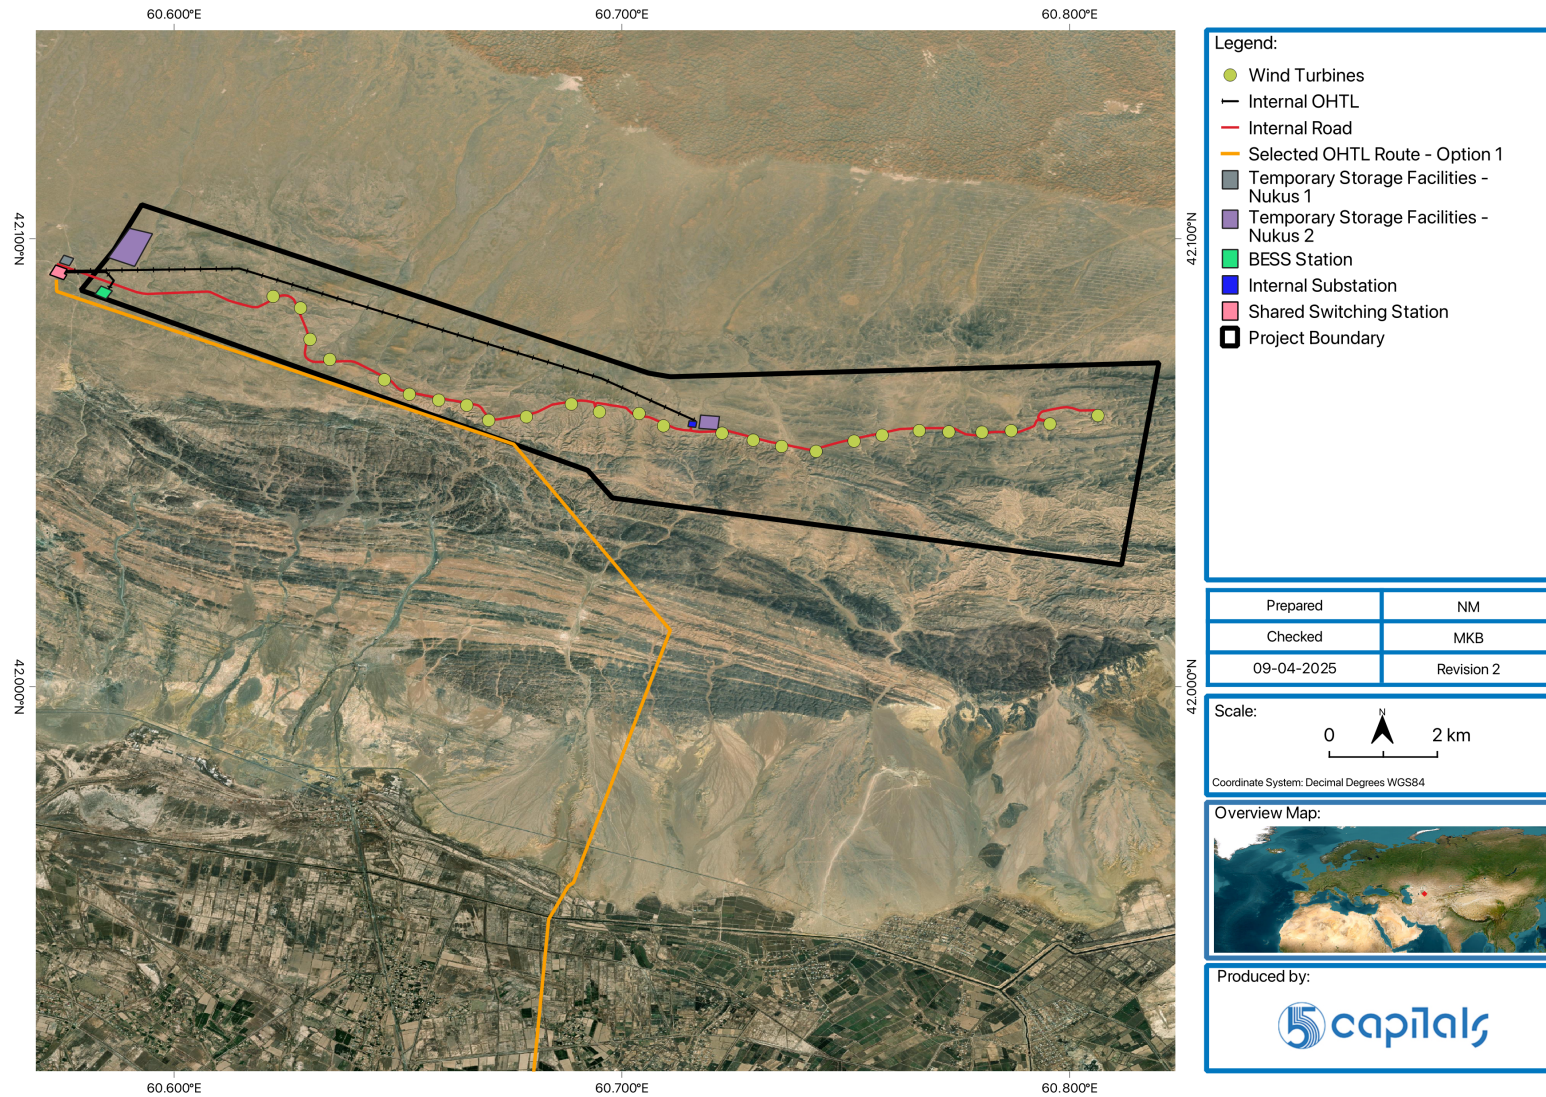 60.600°E
60.700°E
60.800°E
42.100°N
42.000°N
42.100°N
42.000°N
60.600°E
60.700°E
60.800°E
Legend:
Wind Turbines
Internal OHTL
Internal Road
Selected OHTL Route - Option 1
Temporary Storage Facilities -
Nukus 1
Temporary Storage Facilities -
Nukus 2
BESS Station
Internal Substation
Shared Switching Station
Project Boundary
Prepared NM
Checked MKB
09-04-2025 Revision 2
Scale:
N
0 2 km
Coordinate System: Decimal Degrees WGS84
Overview Map:
Produced by:
5 capitals